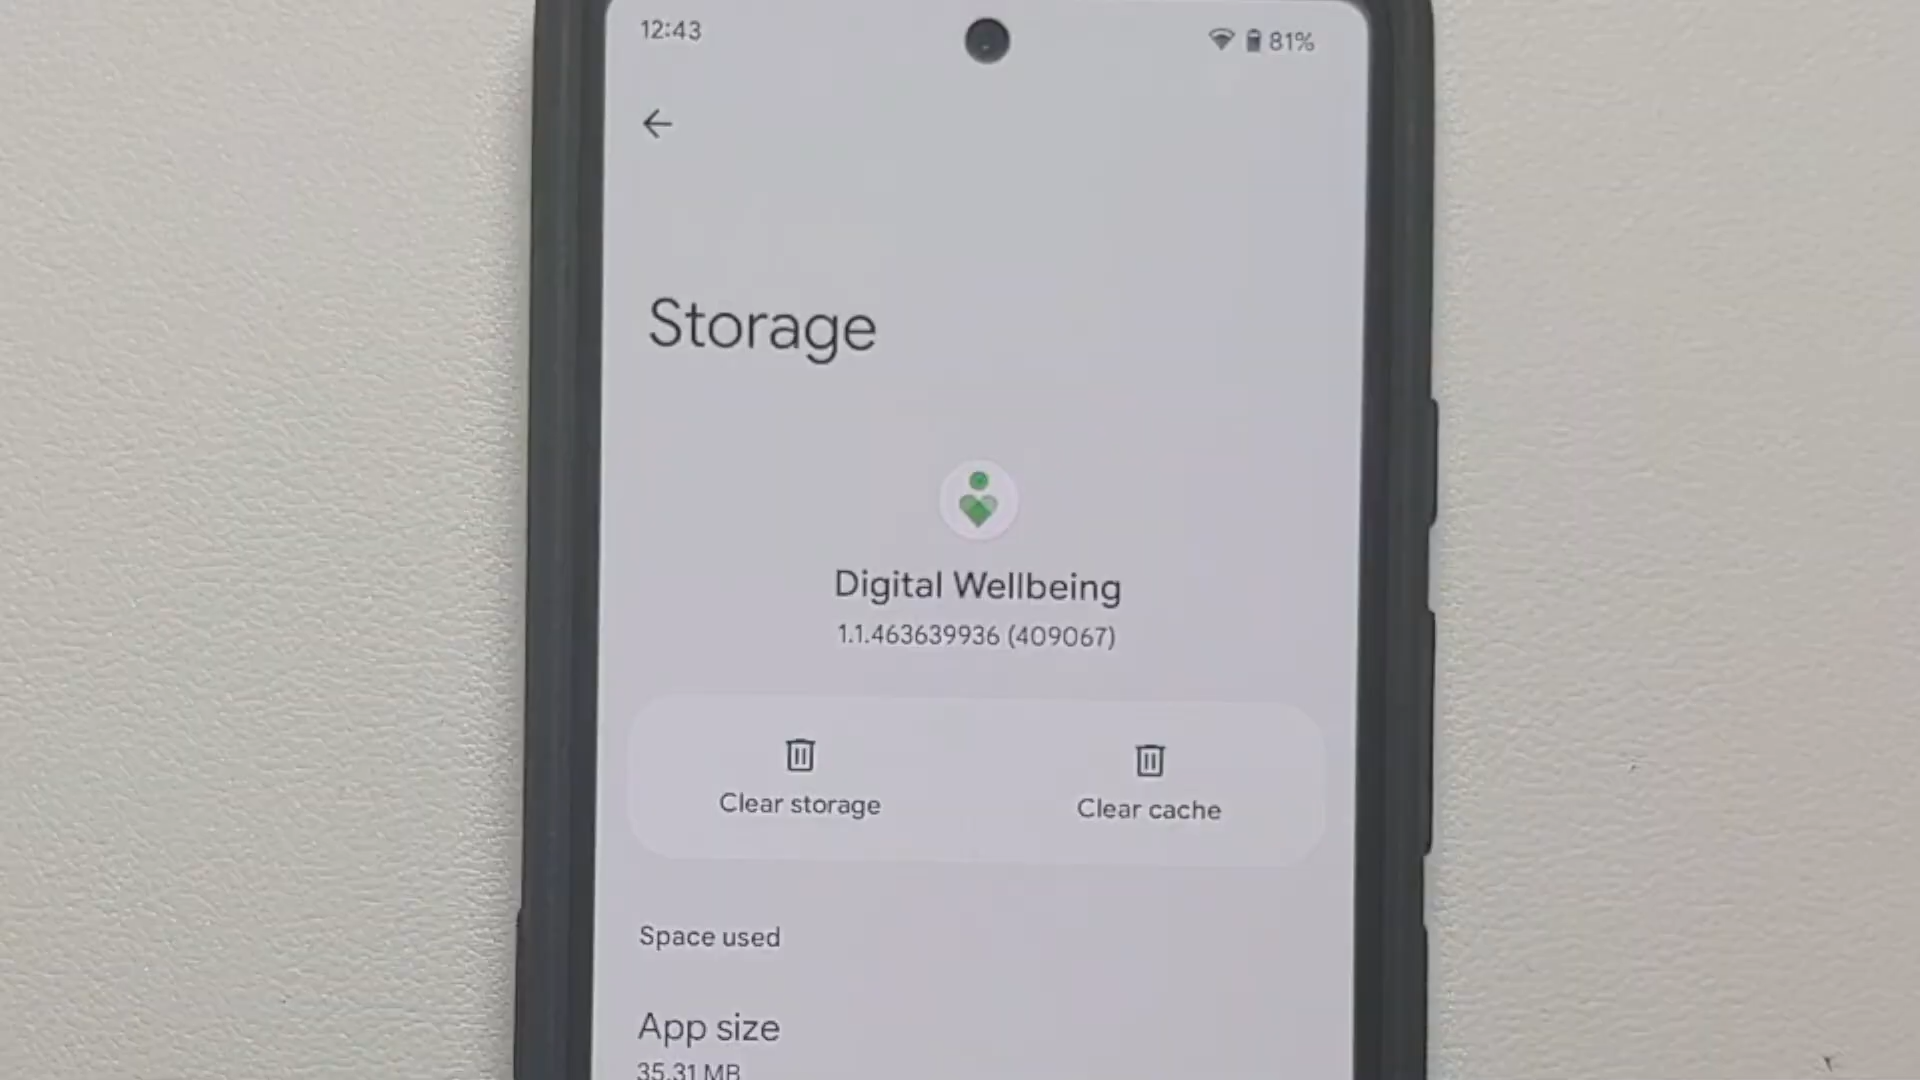 12:43
81%
Storage
Digital Wellbeing
1.1.463639936 (409067)
Clear storage
Clear cache
Space used
App size
35.31 MB